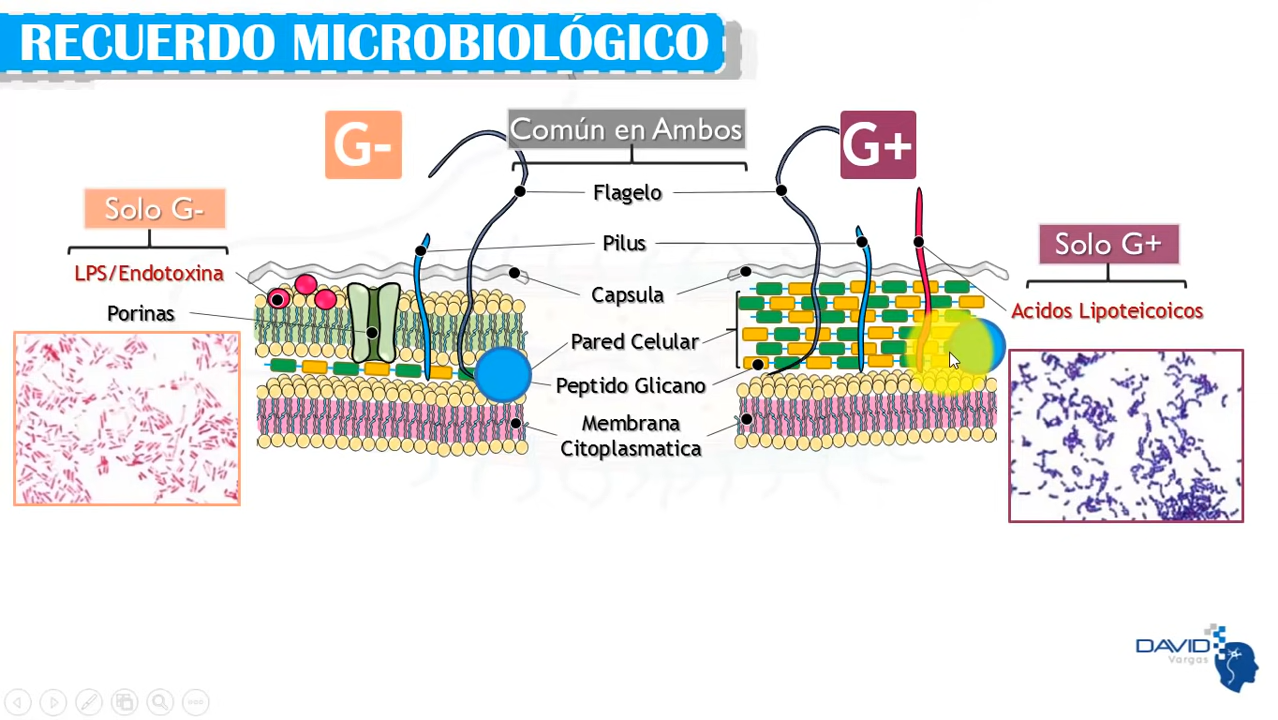 RECUERDO MICROBIOLÓGICO
G-
Común en Ambos
G+
Solo G-
Flagelo
Pilus
Solo G+
LPS/Endotoxina
Porinas
Capsula
Acidos Lipoteicoicos
Pared Celular
Peptido Glicano
Membrana
Citoplasmatica
DAVID
Vargas